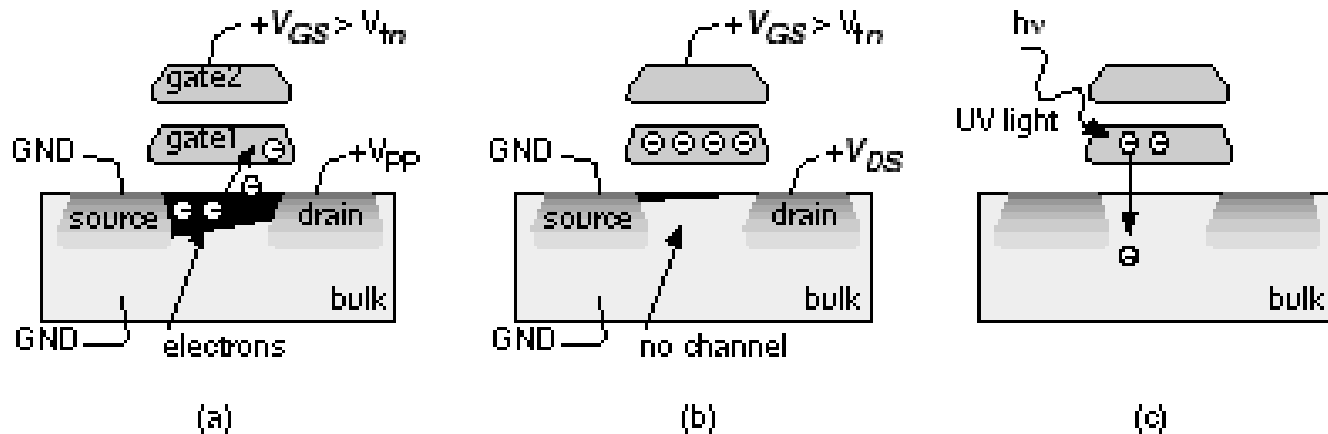 +VGS > Vtn
gate2
gate1
GND
+VPP
source
drain
bulk
GND
electrons
(a)
+VGS > Vtn
GND
+VDS
source
drain
bulk
GND
no channel
(b)
hν
UV light
bulk
(c)